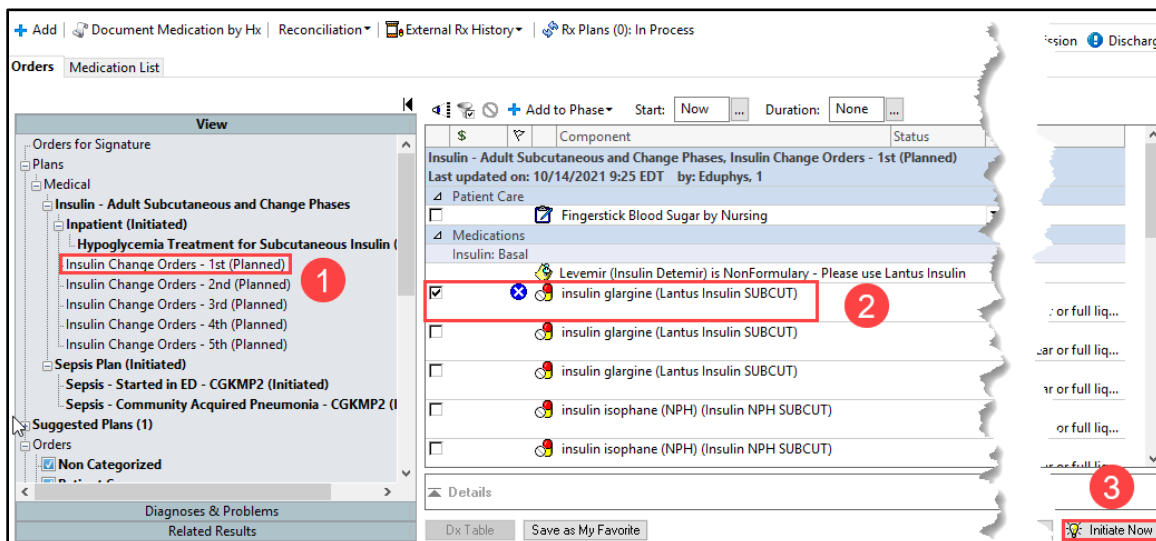 Add Document Medication by Hx Reconciliation External Rx History Rx Plans (0): In Process
Discharg
Orders Medication List
Add to Phase Start: Now ... Duration: None ...
View
$ Component Status
Orders for Signature
Insulin - Adult Subcutaneous and Change Phases, Insulin Change Orders - 1st (Planned)
Plans
Last updated on: 10/14/2021 9:25 EDT by: Eduphys, 1
Medical
Patient Care
Insulin - Adult Subcutaneous and Change Phases
Fingerstick Blood Sugar by Nursing
Inpatient (Initiated)
Medications
Hypoglycemia Treatment for Subcutaneous Insulin (
Insulin: Basal
Insulin Change Orders - 1st (Planned)
1
Levemir (Insulin Detemir) is NonFormulary - Please use Lantus Insulin
Insulin Change Orders - 2nd (Planned)
insulin glargine (Lantus Insulin SUBCUT)
2
Insulin Change Orders - 3rd (Planned)
or full liq...
Insulin Change Orders - 4th (Planned)
insulin glargine (Lantus Insulin SUBCUT)
Insulin Change Orders - 5th (Planned)
ar or full liq...
Sepsis Plan (Initiated)
insulin glargine (Lantus Insulin SUBCUT)
Sepsis - Started in ED - CGKMP2 (Initiated)
ar or full liq...
Sepsis - Community Acquired Pneumonia - CGKMP2 (I
insulin isophane (NPH) (Insulin NPH SUBCUT)
Suggested Plans (1)
or full liq...
Orders
insulin isophane (NPH) (Insulin NPH SUBCUT)
Non Categorized
3
Details
Diagnoses & Problems
Related Results
Dx Table Save as My Favorite Initiate Now